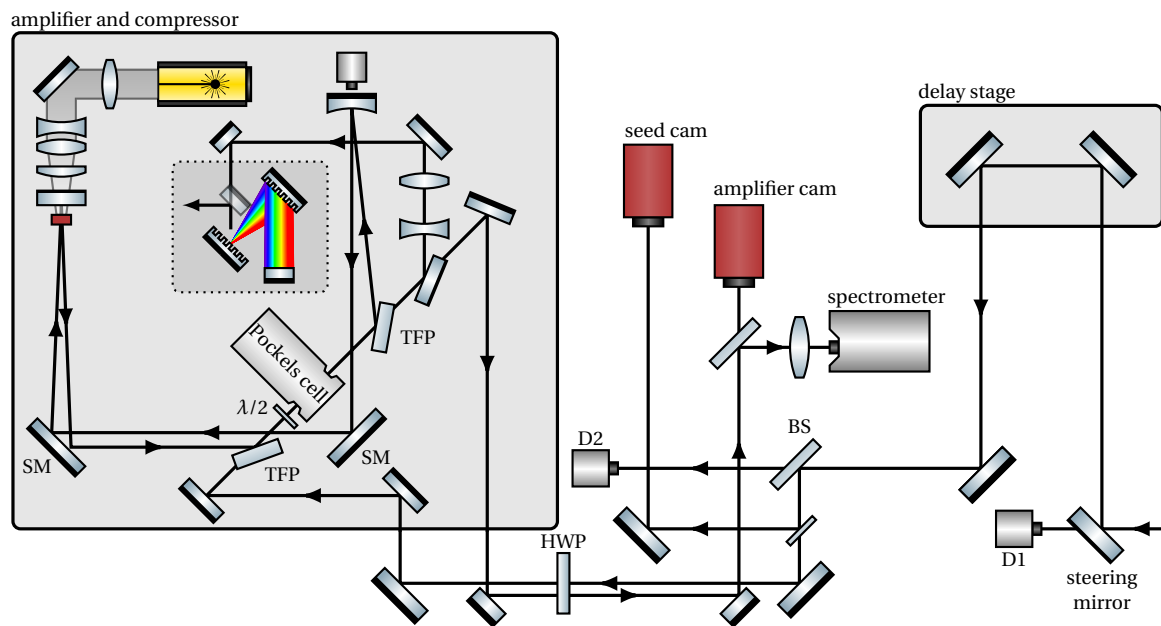 amplifier and compressor
delay stage
seed cam
amplifier cam
spectrometer
TFP
Pockels cell
λ/2
BS
D2
SM
TFP
SM
HWP
D1
steering
mirror